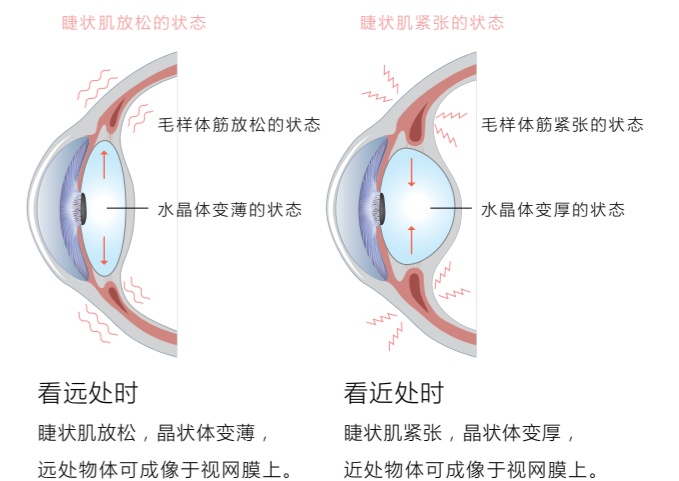 睫状肌放松的状态
睫状肌紧张的状态
毛样体筋放松的状态
毛样体筋紧张的状态
水晶体变薄的状态
水晶体变厚的状态
看远处时
睫状肌放松，晶状体变薄，
远处物体可成像于视网膜上。
看近处时
睫状肌紧张，晶状体变厚，
近处物体可成像于视网膜上。